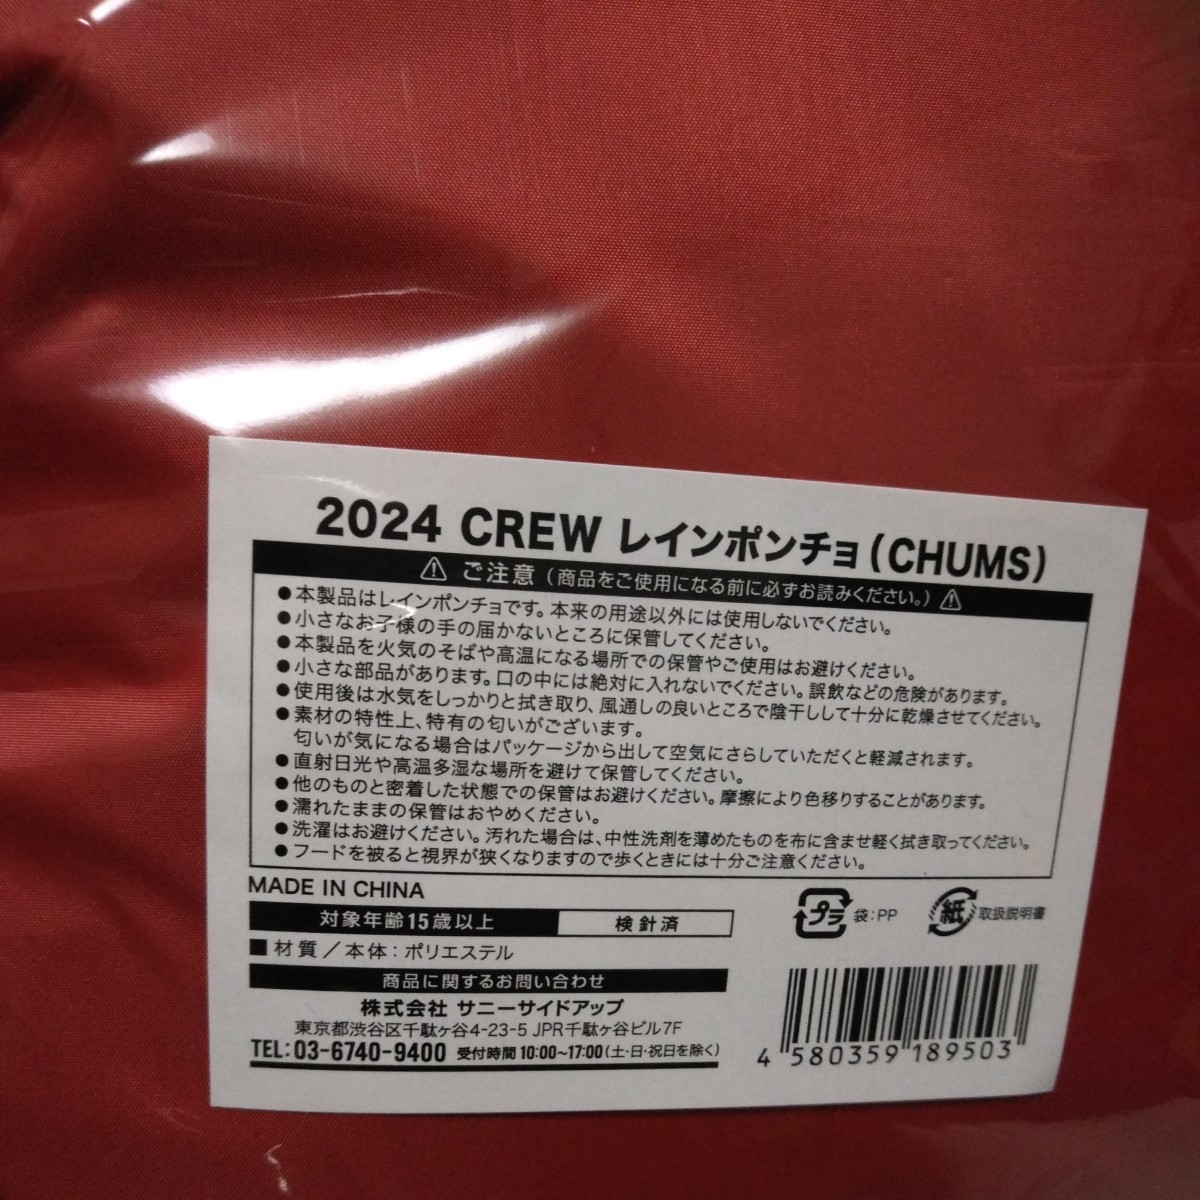 2024 CREW レインポンチョ(CHUMS)
⚠ ご注意(商品をご使用になる前に必ずお読みください。)⚠
●本製品はレインポンチョです。本来の用途以外には使用しないでください。
●小さなお子様の手の届かないところに保管してください。
●本製品を火気のそばや高温になる場所での保管やご使用はお避けください。
●小さな部品があります。口の中には絶対に入れないでください。誤飲などの危険があります。
●使用後は水気をしっかりと拭き取り、風通しの良いところで陰干しして十分に乾燥させてください。
●素材の特性上、特有の匂いがございます。
匂いが気になる場合はパッケージから出して空気にさらしていただくと軽減されます。
●直射日光や高温多湿な場所を避けて保管してください。
●他のものと密着した状態での保管はお避けください。摩擦により色移りすることがあります。
●濡れたままの保管はおやめください。
●洗濯はお避けください。汚れた場合は、中性洗剤を薄めたものを布に含ませ軽く拭き取ってください。
●フードを被ると視界が狭くなりますので歩くときには十分ご注意ください。
MADE IN CHINA
対象年齢15歳以上 検針済
■材質/本体:ポリエステル
商品に関するお問い合わせ
株式会社 サニーサイドアップ
東京都渋谷区千駄ヶ谷4-23-5 JPR千駄ヶ谷ビル7F
TEL:03-6740-9400 受付時間 10:00~17:00(土・日・祝日を除く)
プラ 袋:PP 紙 取扱説明書
4 580359 189503